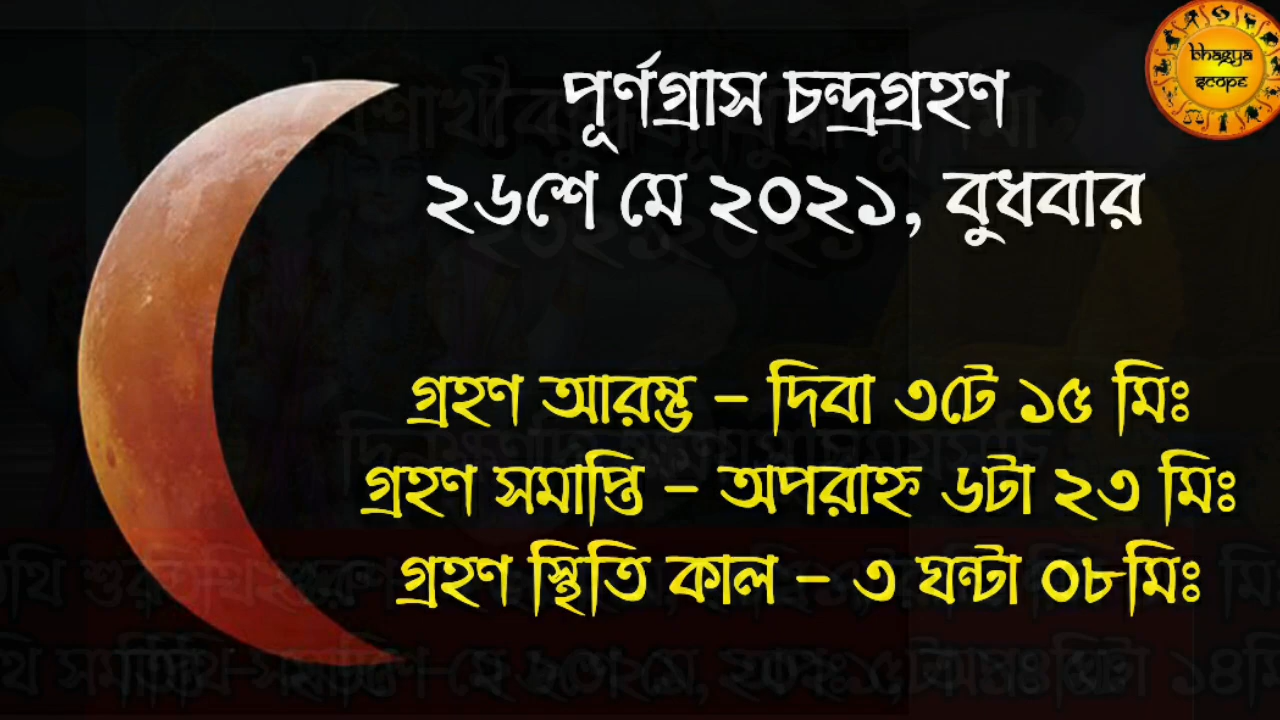 bhagya
scope
পূর্ণগ্রাস চন্দ্রগ্রহণ
২৬শে মে ২০২১, বুধবার
গ্রহণ আরম্ভ – দিবা ৩টে ১৫ মিঃ
গ্রহণ সমাপ্তি – অপরাহ্ন ৬টা ২৩ মিঃ
গ্রহণ স্থিতি কাল – ৩ ঘন্টা ০৮মিঃ